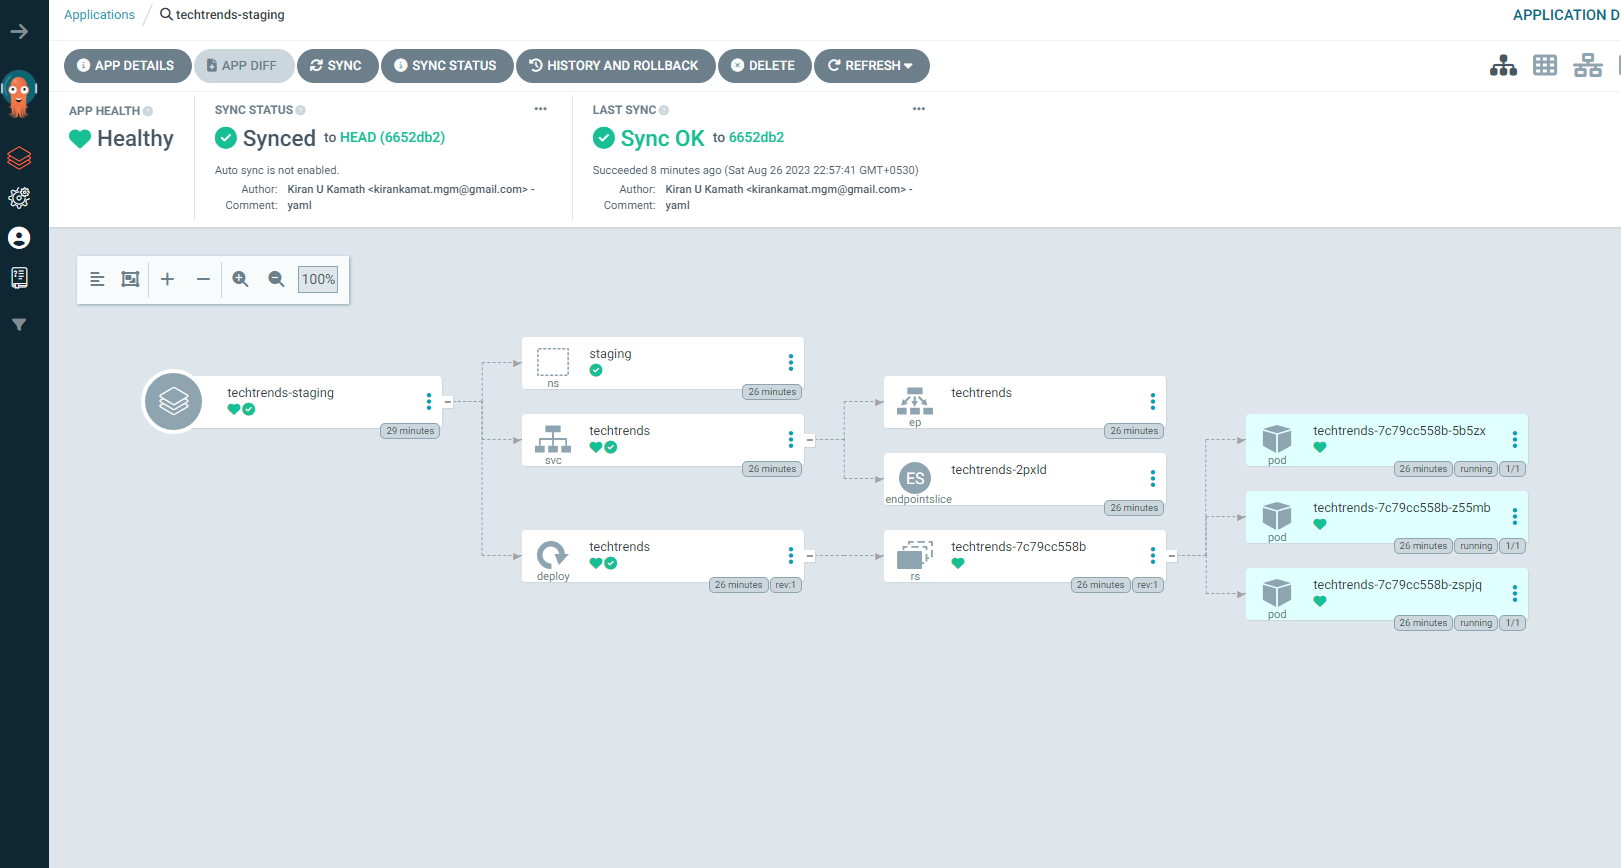 Applications / techtrends-staging
APPLICATION D
APP DETAILS APP DIFF SYNC SYNC STATUS HISTORY AND ROLLBACK DELETE REFRESH
APP HEALTH
Healthy
SYNC STATUS
Synced to HEAD (6652db2)
Auto sync is not enabled.
Author: Kiran U Kamath <kirankamat.mgm@gmail.com> -
Comment: yaml
LAST SYNC
Sync OK to 6652db2
Succeeded 8 minutes ago (Sat Aug 26 2023 22:57:41 GMT+0530)
Author: Kiran U Kamath <kirankamat.mgm@gmail.com> -
Comment: yaml
100%
techtrends-staging
29 minutes
staging
ns
26 minutes
techtrends
svc
26 minutes
techtrends
deploy
26 minutes rev:1
techtrends
ep
26 minutes
techtrends-2pxld
ES
endpointslice
26 minutes
techtrends-7c79cc558b
rs
26 minutes rev:1
techtrends-7c79cc558b-5b5zx
pod
26 minutes running 1/1
techtrends-7c79cc558b-z55mb
pod
26 minutes running 1/1
techtrends-7c79cc558b-zspjq
pod
26 minutes running 1/1